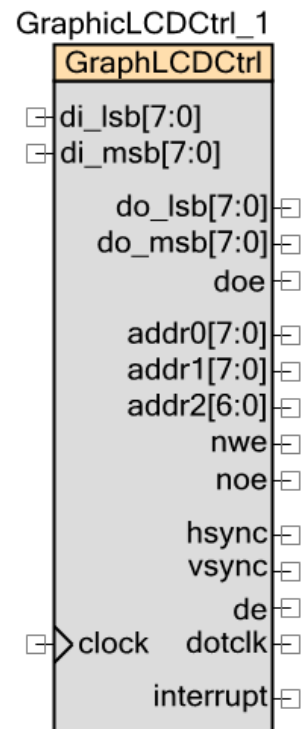 GraphicLCDCtrl_1
GraphLCDCtrl
di_lsb[7:0]
di_msb[7:0]
do_lsb[7:0]
do_msb[7:0]
doe
addr0[7:0]
addr1[7:0]
addr2[6:0]
nwe
noe
hsync
vsync
de
clock dotclk
interrupt